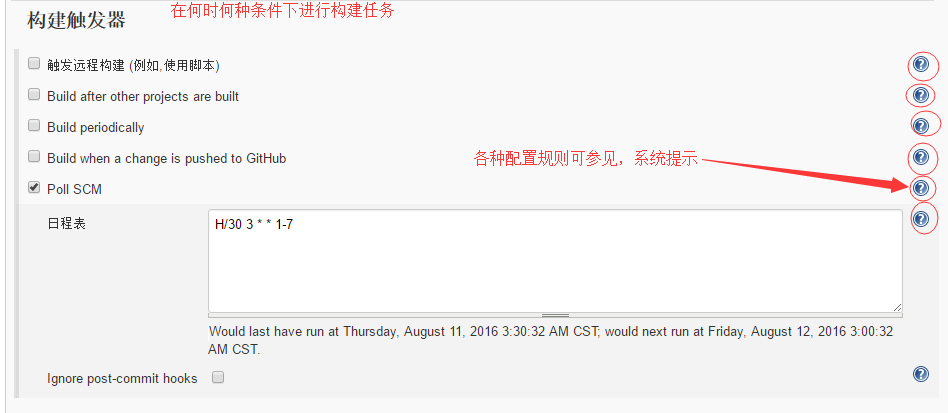 构建触发器
在何时何种条件下进行构建任务
触发远程构建 (例如,使用脚本)
Build after other projects are built
Build periodically
Build when a change is pushed to GitHub
各种配置规则可参见，系统提示
Poll SCM
日程表
H/30 3 * * 1-7
Would last have run at Thursday, August 11, 2016 3:30:32 AM CST; would next run at Friday, August 12, 2016 3:00:32
AM CST.
Ignore post-commit hooks